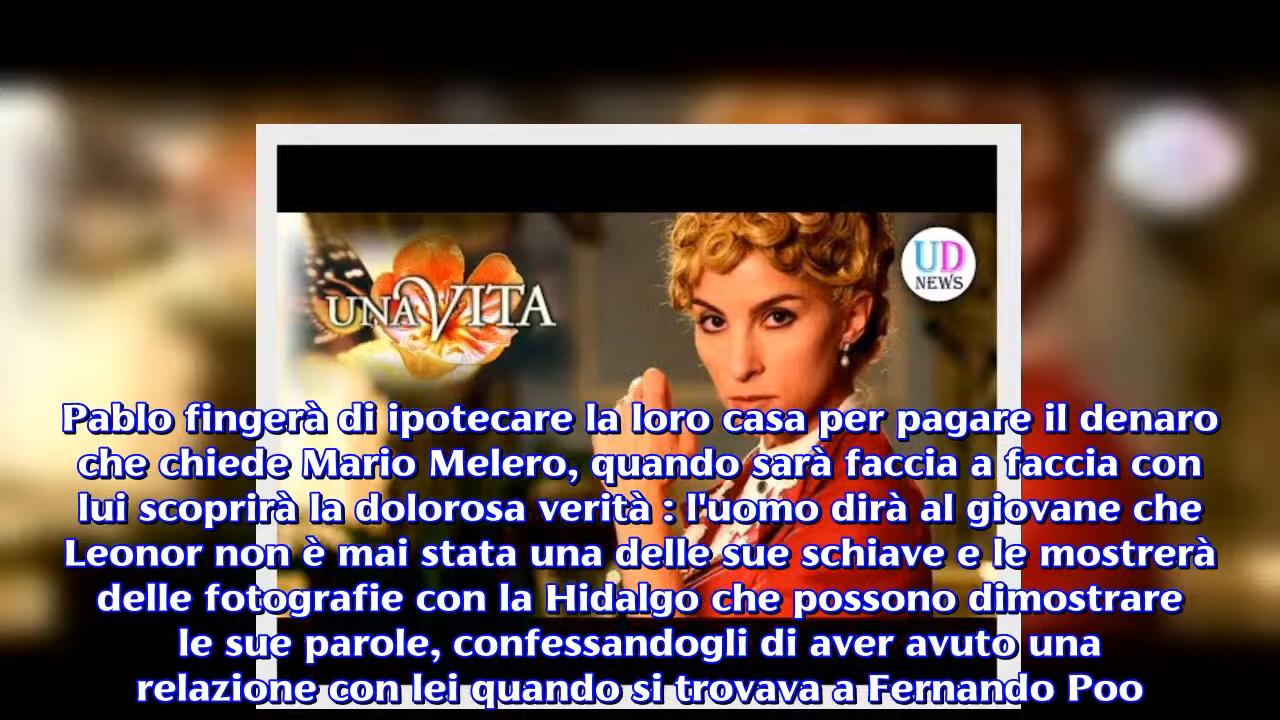 UNA VITA
UD
NEWS
Pablo fingerà di ipotecare la loro casa per pagare il denaro
che chiede Mario Melero, quando sarà faccia a faccia con
lui scoprirà la dolorosa verità : l'uomo dirà al giovane che
Leonor non è mai stata una delle sue schiave e le mostrerà
delle fotografie con la Hidalgo che possono dimostrare
le sue parole, confessandogli di aver avuto una
relazione con lei quando si trovava a Fernando Poo